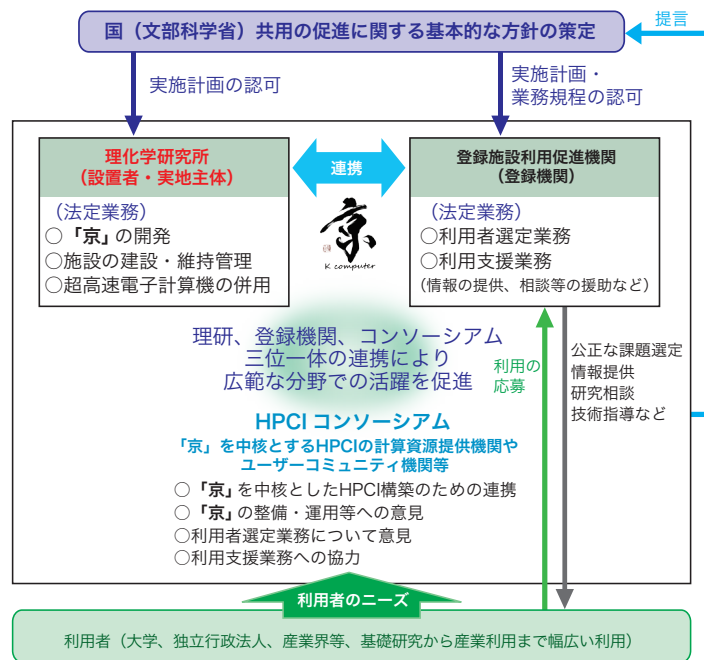 国（文部科学省）共用の促進に関する基本的な方針の策定
提言
実施計画の認可
実施計画・
業務規程の認可
理化学研究所
（設置者・実地主体）
連携
登録施設利用促進機関
（登録機関）
（法定業務）
○「京」の開発
○施設の建設・維持管理
○超高速電子計算機の併用
京
K computer
（法定業務）
○利用者選定業務
○利用支援業務
（情報の提供、相談等の援助など）
理研、登録機関、コンソーシアム
三位一体の連携により
広範な分野での活躍を促進
利用の
応募
公正な課題選定
情報提供
研究相談
技術指導など
HPCI コンソーシアム
「京」を中核とするHPCIの計算資源提供機関や
ユーザーコミュニティ機関等
○「京」を中核としたHPCI構築のための連携
○「京」の整備・運用等への意見
○利用者選定業務について意見
○利用支援業務への協力
利用者のニーズ
利用者（大学、独立行政法人、産業界等、基礎研究から産業利用まで幅広い利用）